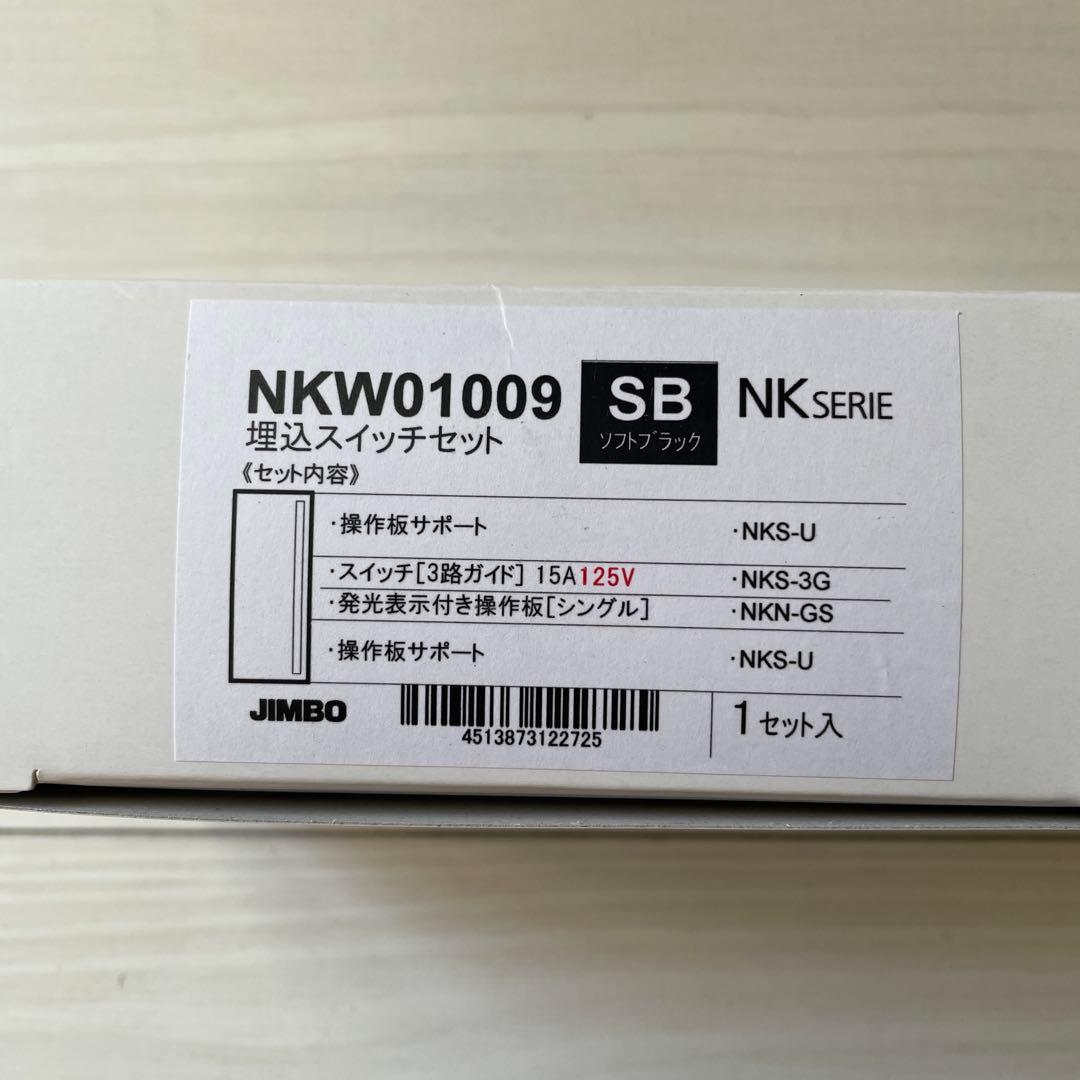 NKW01009 SB NK SERIE
埋込スイッチセット ソフトブラック
《セット内容》
・操作板サポート ・NKS-U
・スイッチ[3路ガイド] 15A125V ・NKS-3G
・発光表示付き操作板[シングル] ・NKN-GS
・操作板サポート ・NKS-U
JIMBO 1セット入
4513873122725